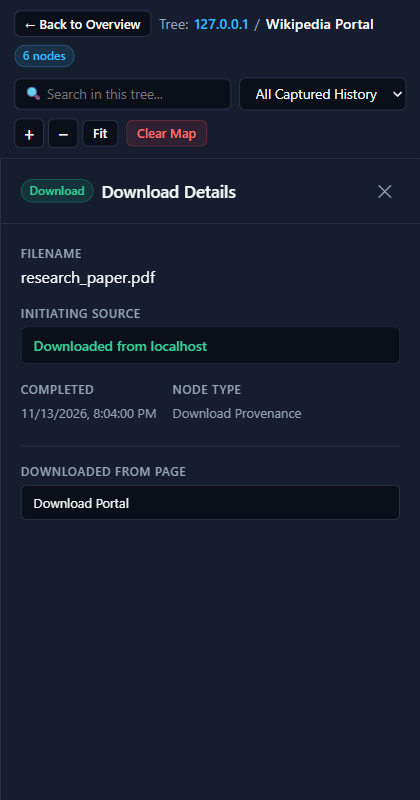 ← Back to Overview Tree: 127.0.0.1 / Wikipedia Portal
6 nodes
Search in this tree... All Captured History
+ − Fit Clear Map
Download Download Details
FILENAME
research_paper.pdf
INITIATING SOURCE
Downloaded from localhost
COMPLETED NODE TYPE
11/13/2026, 8:04:00 PM Download Provenance
DOWNLOADED FROM PAGE
Download Portal